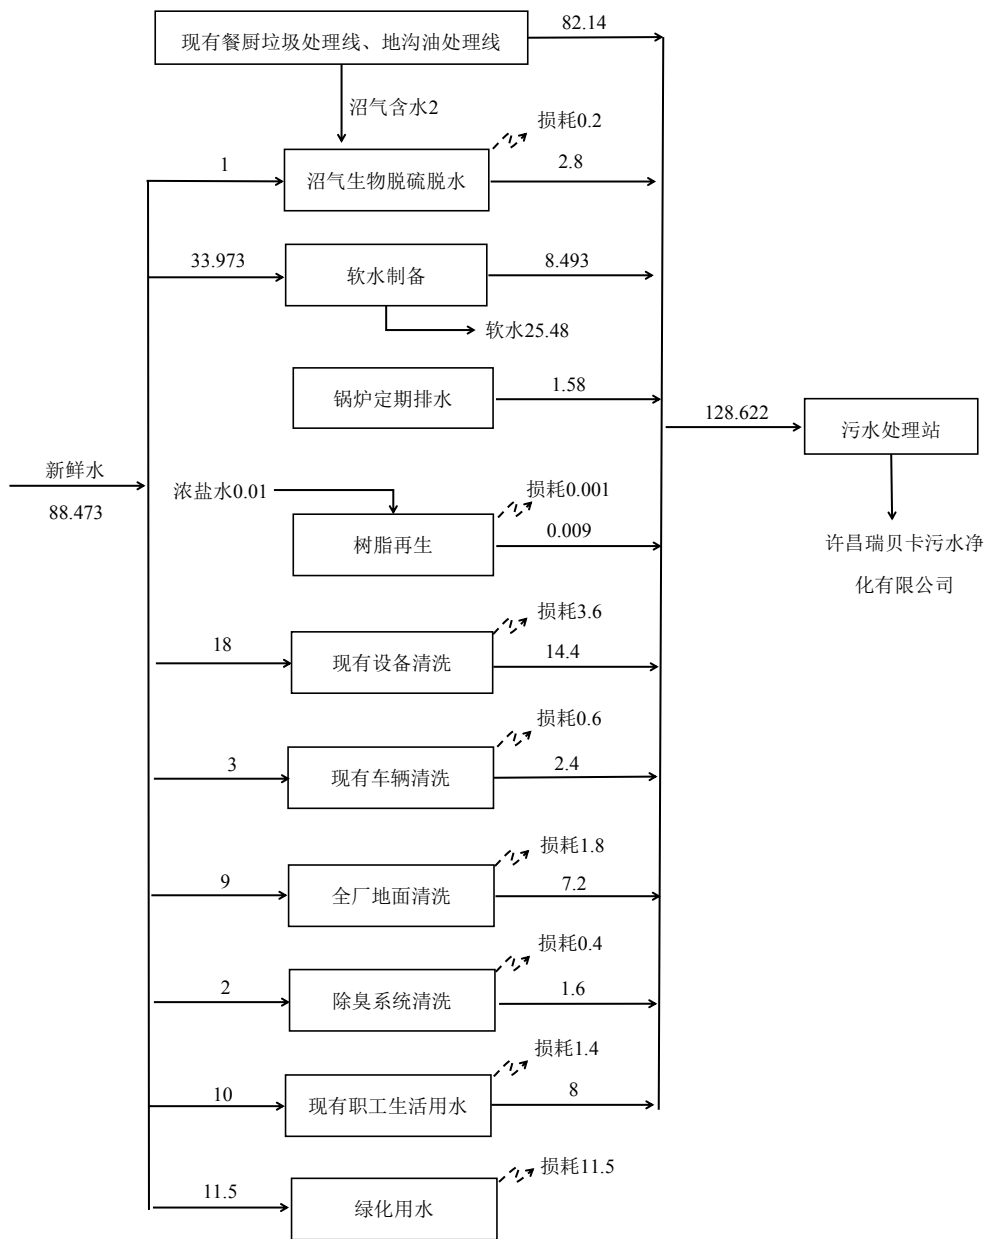 82.14
现有餐厨垃圾处理线、地沟油处理线
沼气含水2
损耗0.2
1
2.8
沼气生物脱硫脱水
33.973
8.493
软水制备
软水25.48
锅炉定期排水
1.58
128.622
污水处理站
新鲜水
88.473
浓盐水0.01
损耗0.001
0.009
树脂再生
许昌瑞贝卡污水净
化有限公司
损耗3.6
18
14.4
现有设备清洗
损耗0.6
3
2.4
现有车辆清洗
损耗1.8
9
7.2
全厂地面清洗
损耗0.4
2
1.6
除臭系统清洗
损耗1.4
10
8
现有职工生活用水
损耗11.5
11.5
绿化用水